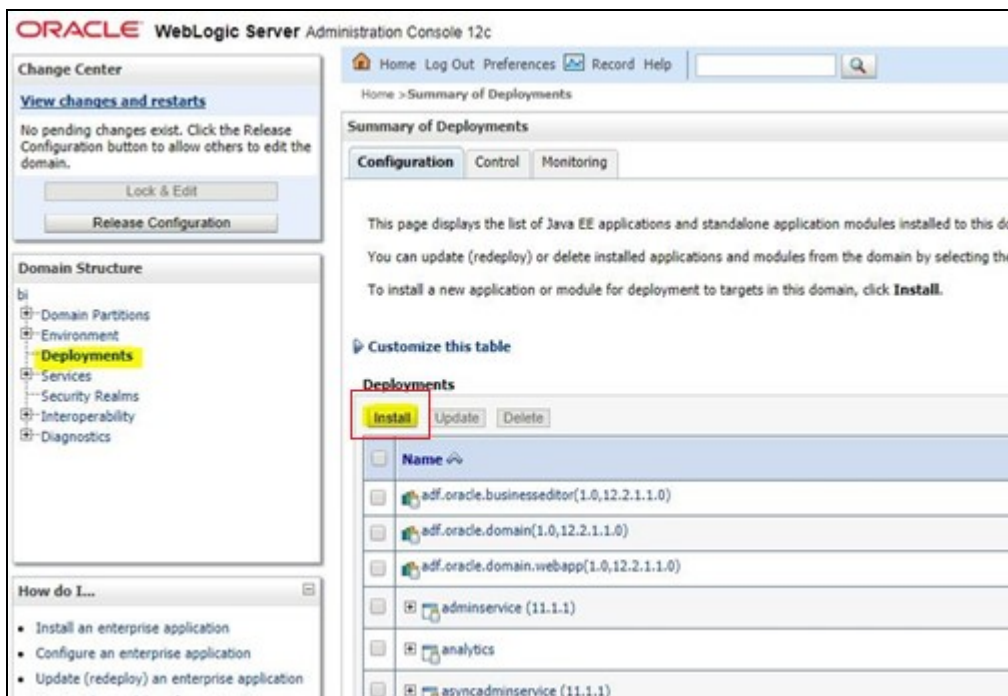 ORACLE WebLogic Server Administration Console 12c
Change Center
View changes and restarts
No pending changes exist. Click the Release
Configuration button to allow others to edit the
domain.
Lock & Edit
Release Configuration
Domain Structure
bi
Domain Partitions
Environment
Deployments
Services
Security Realms
Interoperability
Diagnostics
How do I...
Install an enterprise application
Configure an enterprise application
Update (redeploy) an enterprise application
Home Log Out Preferences Record Help
Home >Summary of Deployments
Summary of Deployments
Configuration Control Monitoring
This page displays the list of Java EE applications and standalone application modules installed to this do
You can update (redeploy) or delete installed applications and modules from the domain by selecting the
To install a new application or module for deployment to targets in this domain, click Install.
Customize this table
Deployments
Install Update Delete
Name
adf.oracle.businesseditor(1.0,12.2.1.1.0)
adf.oracle.domain(1.0,12.2.1.1.0)
adf.oracle.domain.webapp(1.0,12.2.1.1.0)
adminservice (11.1.1)
analytics
asyncadminservice (11.1.1)